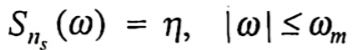 S_{n_s}(ω) = η, |ω| ≤ ω_m